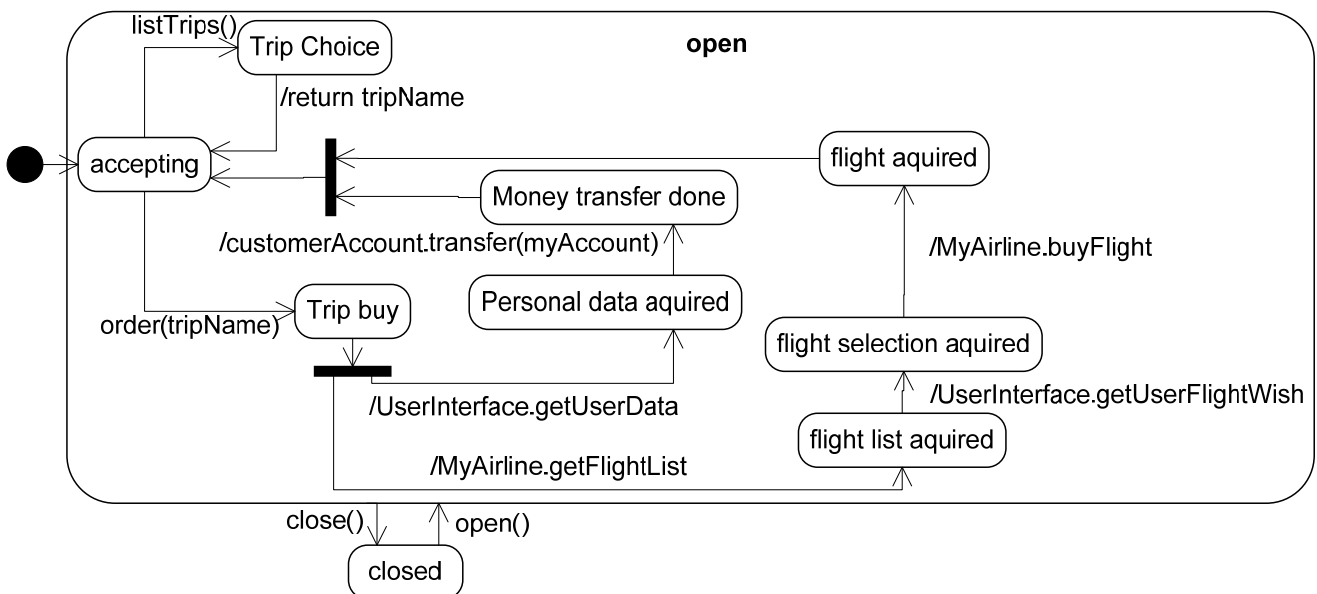 listTrips()
Trip Choice
open
/return tripName
accepting
flight aquired
Money transfer done
/customerAccount.transfer(myAccount)
/MyAirline.buyFlight
Personal data aquired
Trip buy
order(tripName)
flight selection aquired
/UserInterface.getUserData
/UserInterface.getUserFlightWish
flight list aquired
/MyAirline.getFlightList
close()
open()
closed